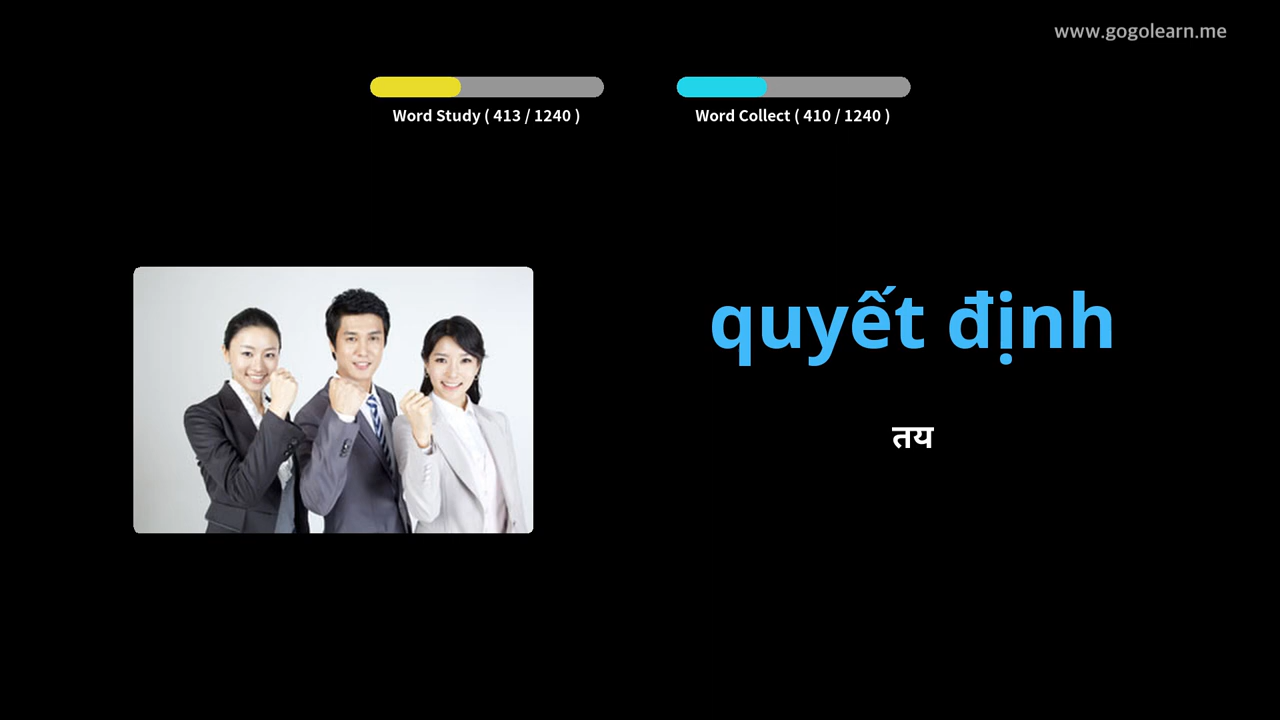 www.gogolearn.me
Word Study ( 413 / 1240 )
Word Collect ( 410 / 1240 )
quyết định
तय